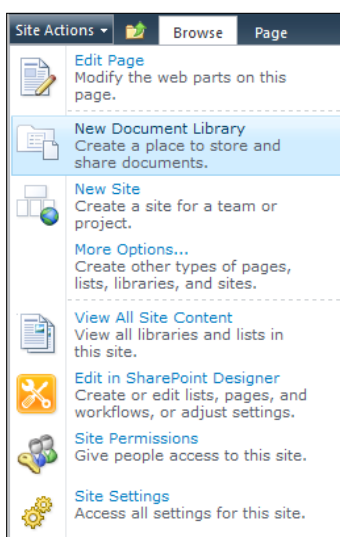 Site Actions Browse Page
Edit Page
Modify the web parts on this
page.
New Document Library
Create a place to store and
share documents.
New Site
Create a site for a team or
project.
More Options...
Create other types of pages,
lists, libraries, and sites.
View All Site Content
View all libraries and lists in
this site.
Edit in SharePoint Designer
Create or edit lists, pages, and
workflows, or adjust settings.
Site Permissions
Give people access to this site.
Site Settings
Access all settings for this site.